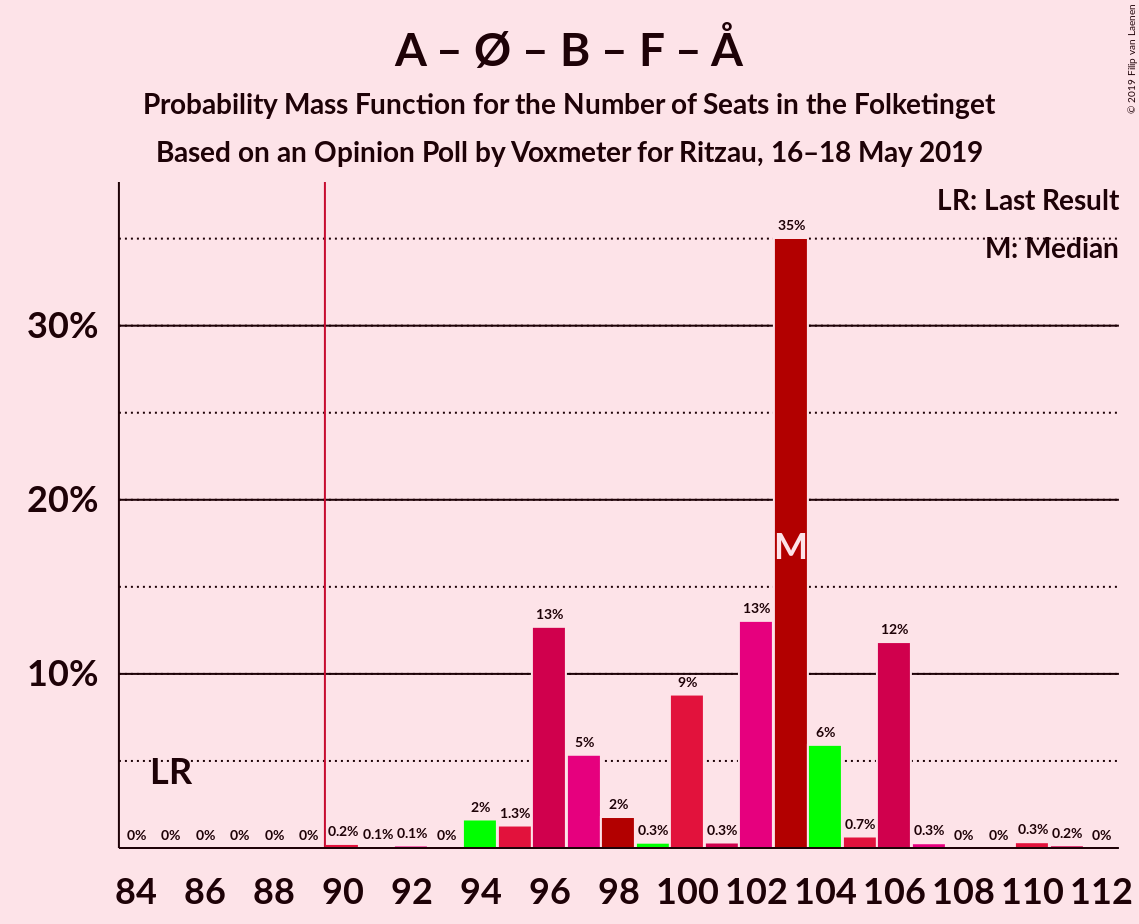 A – Ø – B – F – Å
Probability Mass Function for the Number of Seats in the Folketinget
Based on an Opinion Poll by Voxmeter for Ritzau, 16–18 May 2019
© 2019 Filip van Laenen
LR: Last Result
M: Median
30%
20%
10%
LR
M
0% 0% 0% 0% 0% 0% 0.2% 0.1% 0.1% 0% 2% 1.3% 13% 5% 2% 0.3% 9% 0.3% 13% 35% 6% 0.7% 12% 0.3% 0% 0% 0.3% 0.2% 0%
84 86 88 90 92 94 96 98 100 102 104 106 108 110 112